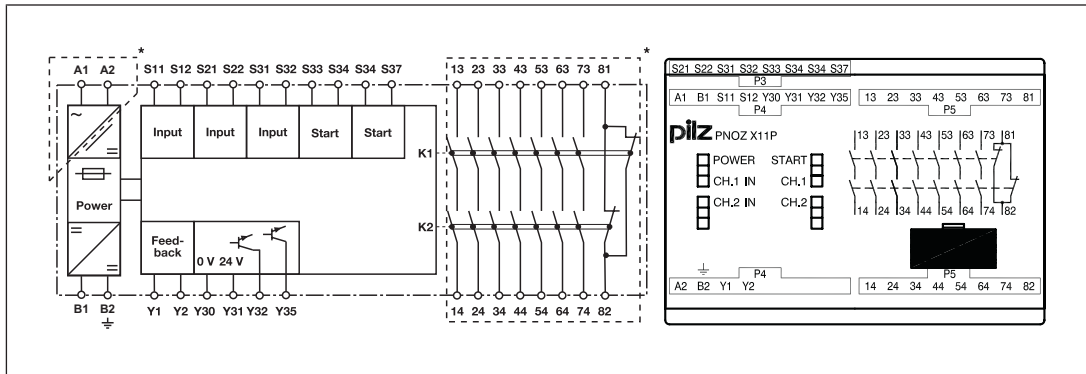 * *
A1 A2 S11 S12 S21 S22 S31 S32 S33 S34 S34 S37 13 23 33 43 53 63 73 81
Input Input Input Start Start
K1
Power
K2
Feed-
back
0 V 24 V
B1 B2 Y1 Y2 Y30 Y31 Y32 Y35 14 24 34 44 54 64 74 82
S21 S22 S31 S32 S33 S34 S34 S37
P3
A1 B1 S11 S12 Y30 Y31 Y32 Y35 13 23 33 43 53 63 73 81
P4 P5
pilz PNOZ X11P
13 23 33 43 53 63 73 81
POWER START
CH.1 IN CH.1
CH.2 IN CH.2
14 24 34 44 54 64 74 82
P4 P5
A2 B2 Y1 Y2 14 24 34 44 54 64 74 82